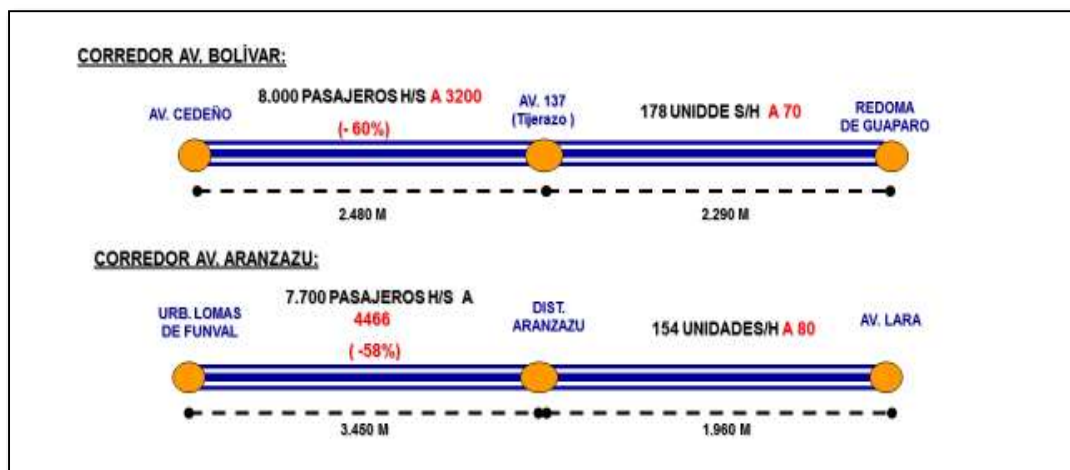 CORREDOR AV. BOLÍVAR:
8.000 PASAJEROS H/S A 3200
(- 60%)
AV. CEDEÑO
AV. 137
(Tijerazo )
178 UNIDDE S/H A 70
REDOMA
DE GUAPARO
2.480 M
2.290 M
CORREDOR AV. ARANZAZU:
7.700 PASAJEROS H/S A
4466
( -58%)
URB. LOMAS
DE FUNVAL
DIST.
ARANZAZU
154 UNIDADES/H A 80
AV. LARA
3.450 M
1.960 M